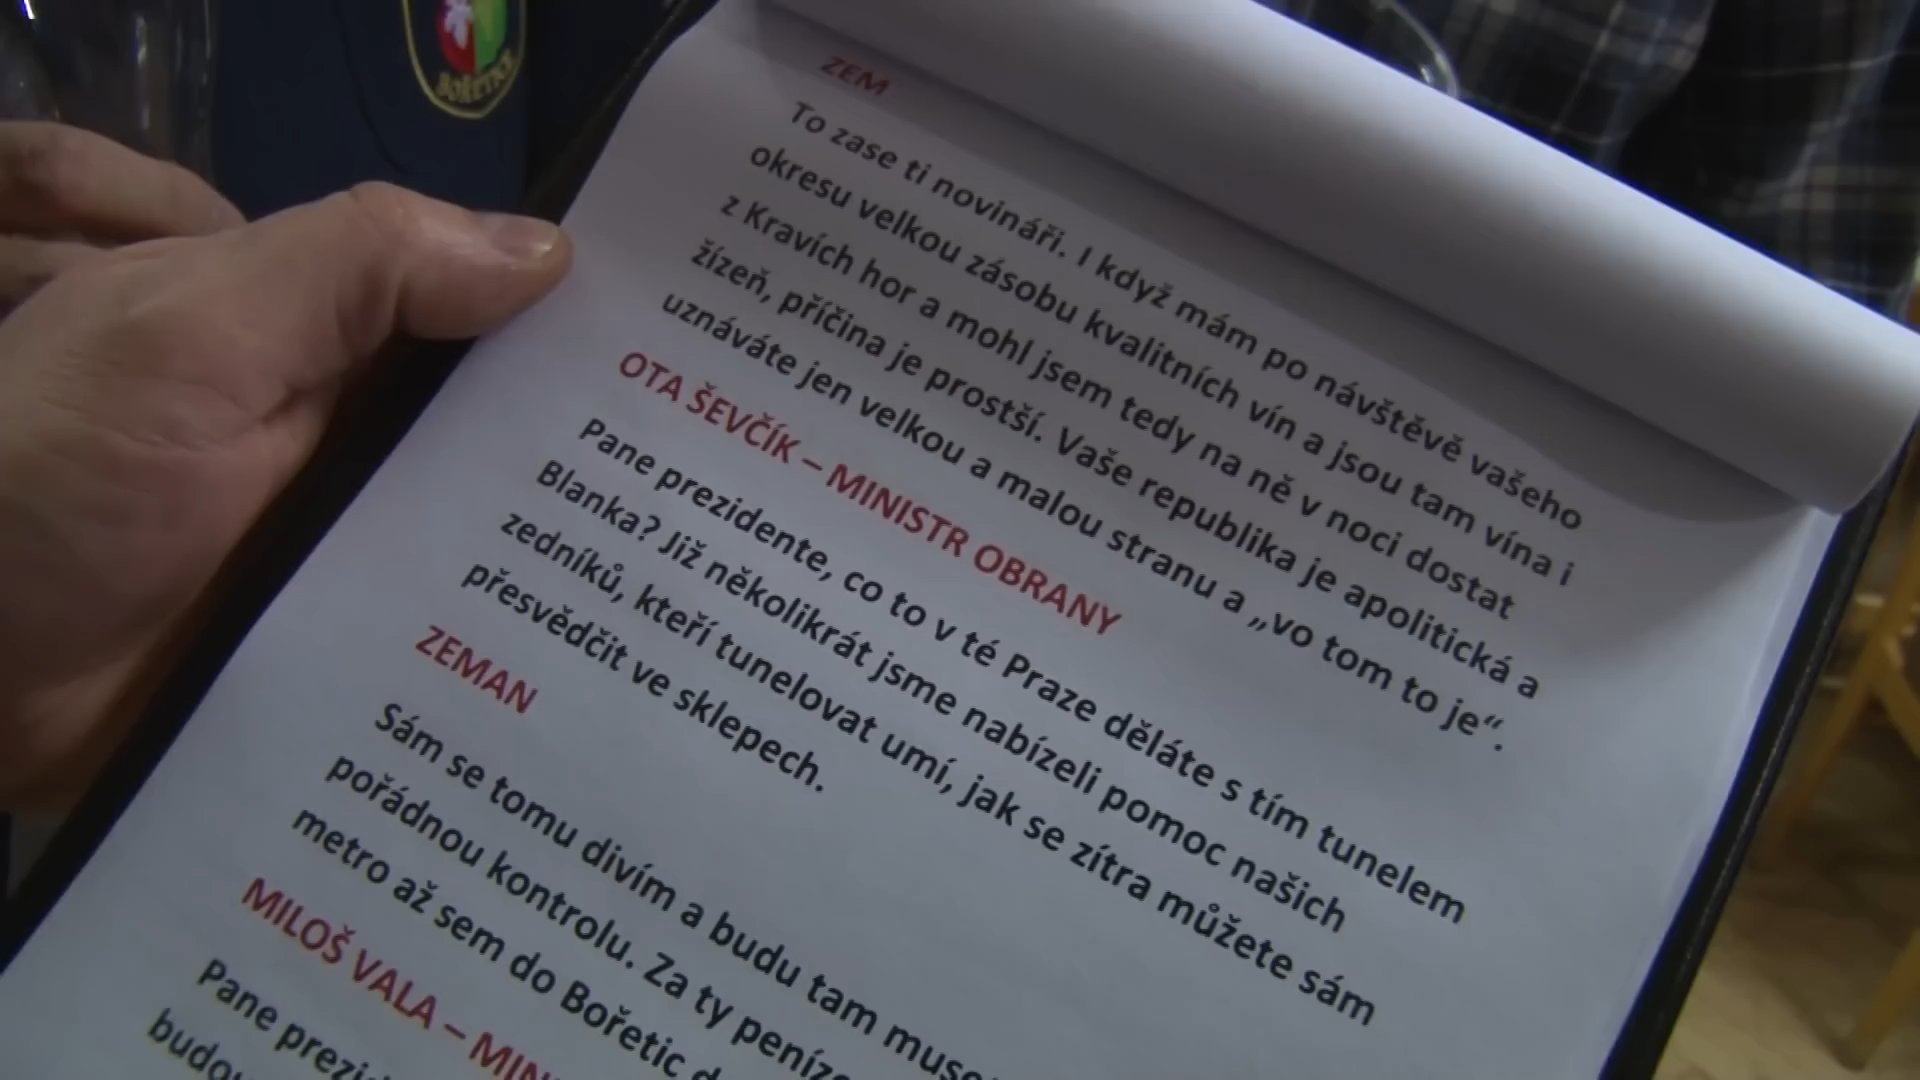 BOŘETICE
ZEM
To zase ti novináři. I když mám po návštěvě vašeho
okresu velkou zásobu kvalitních vín a jsou tam vína i
z Kravích hor a mohl jsem tedy na ně v noci dostat
žízeň, příčina je prostší. Vaše republika je apolitická a
uznáváte jen velkou a malou stranu a „vo tom to je“.
OTA ŠEVČÍK – MINISTR OBRANY
Pane prezidente, co to v té Praze děláte s tím tunelem
Blanka? Již několikrát jsme nabízeli pomoc našich
zedníků, kteří tunelovat umí, jak se zítra můžete sám
přesvědčit ve sklepech.
ZEMAN
Sám se tomu divím a budu tam muse
pořádnou kontrolu. Za ty peníze
metro až sem do Bořetic d
MILOŠ VALA – MINI
Pane prezid
budov